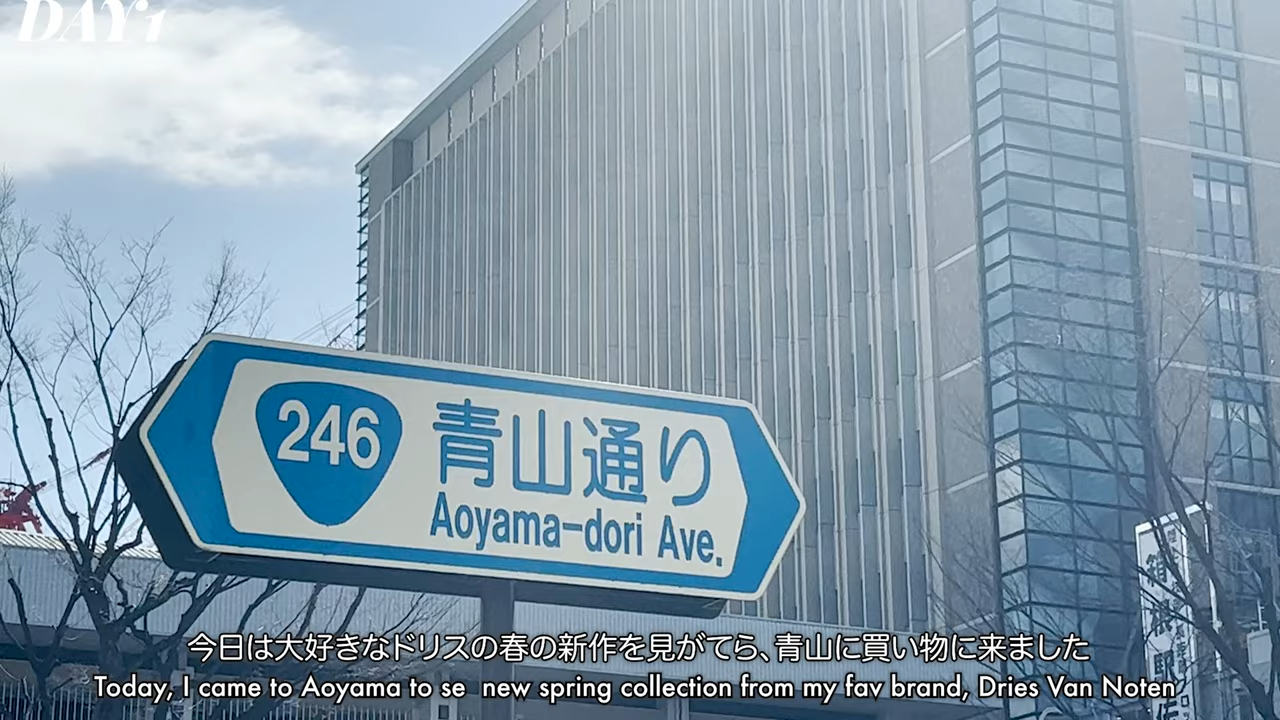 DAY 1
246
青山通り
Aoyama-dori Ave.
今日は大好きなドリスの春の新作を見がてら、青山に買い物に来ました
Today, I came to Aoyama to se  new spring collection from my fav brand, Dries Van Noten